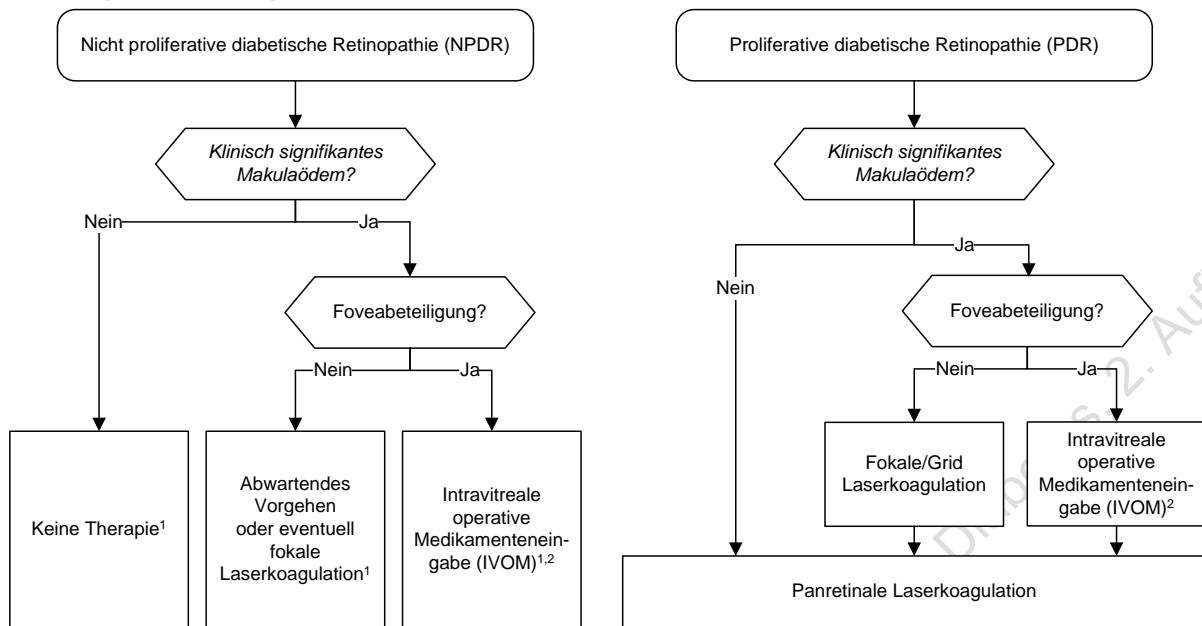 Nicht proliferative diabetische Retinopathie (NPDR)
Klinisch signifikantes
Makulaödem?
Nein
Ja
Foveabeteiligung?
Nein
Ja
Keine Therapie¹
Abwartendes
Vorgehen
oder eventuell
fokale
Laserkoagulation¹
Intravitreale
operative
Medikamentenein-
gabe (IVOM)¹,²
Proliferative diabetische Retinopathie (PDR)
Klinisch signifikantes
Makulaödem?
Nein
Ja
Foveabeteiligung?
Nein
Ja
Fokale/Grid
Laserkoagulation
Intravitreale
operative
Medikamentenein-
gabe (IVOM)²
Panretinale Laserkoagulation
2.